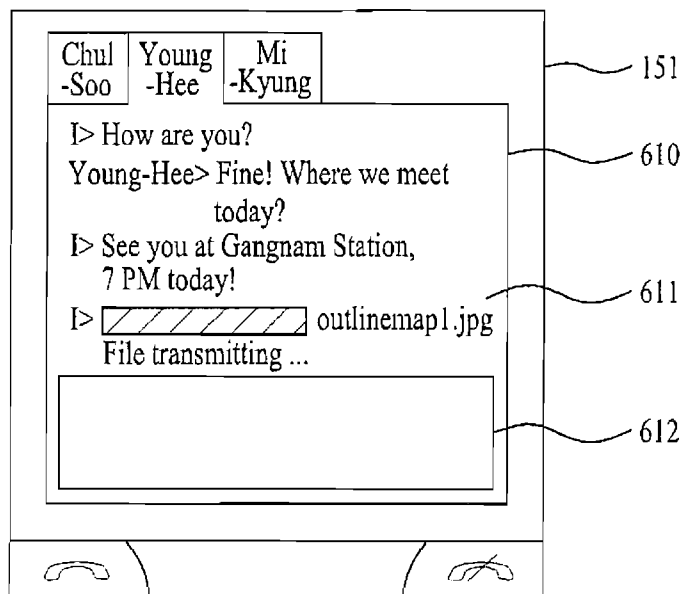 Chul
-Soo
Young
-Hee
Mi
-Kyung
I> How are you?
Young-Hee> Fine! Where we meet
today?
I> See you at Gangnam Station,
7 PM today!
I> outlinemap1.jpg
File transmitting ...
151
610
611
612